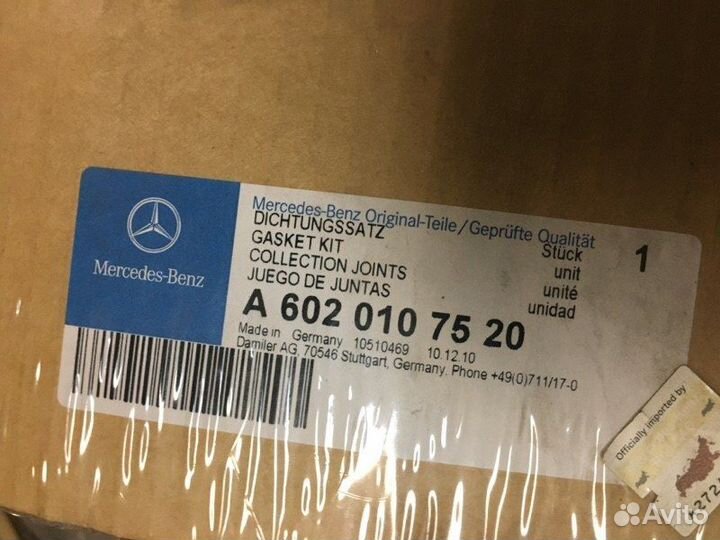 Mercedes-Benz
Mercedes-Benz Original-Teile/Geprüfte Qualität
DICHTUNGSSATZ
GASKET KIT
COLLECTION JOINTS
JUEGO DE JUNTAS
Stück
unit
unité
unidad
1
A 602 010 75 20
Made in Germany 10510469 10.12.10
Damiler AG, 70546 Stuttgart, Germany. Phone +49(0)711/17-0
Officially imported by
Avito